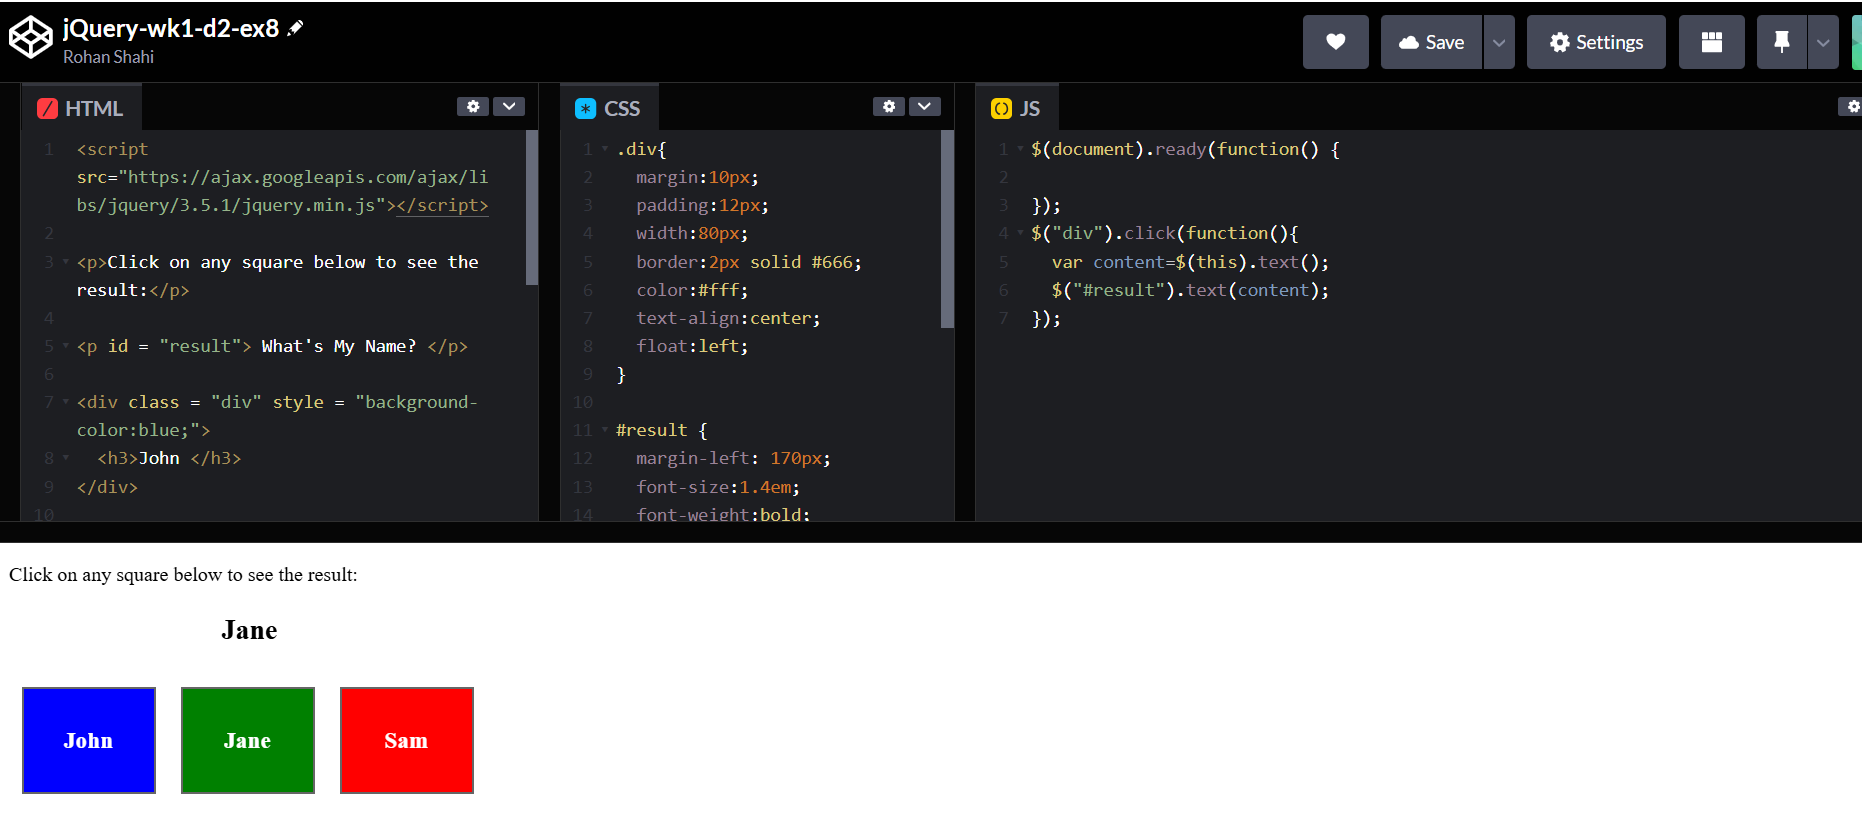 jQuery-wk1-d2-ex8
Rohan Shahi
Save
Settings
HTML
1 <script
src="https://ajax.googleapis.com/ajax/li
bs/jquery/3.5.1/jquery.min.js"></script>
2
3 <p>Click on any square below to see the
result:</p>
4
5 <p id = "result"> What's My Name? </p>
6
7 <div class = "div" style = "background-
color:blue;">
8 <h3>John </h3>
9 </div>
10
CSS
1 .div{
2 margin:10px;
3 padding:12px;
4 width:80px;
5 border:2px solid #666;
6 color:#fff;
7 text-align:center;
8 float:left;
9 }
10
11 #result {
12 margin-left: 170px;
13 font-size:1.4em;
14 font-weight:bold;
JS
1 $(document).ready(function() {
2
3 });
4 $("div").click(function(){
5 var content=$(this).text();
6 $("#result").text(content);
7 });
Click on any square below to see the result:
Jane
John
Jane
Sam